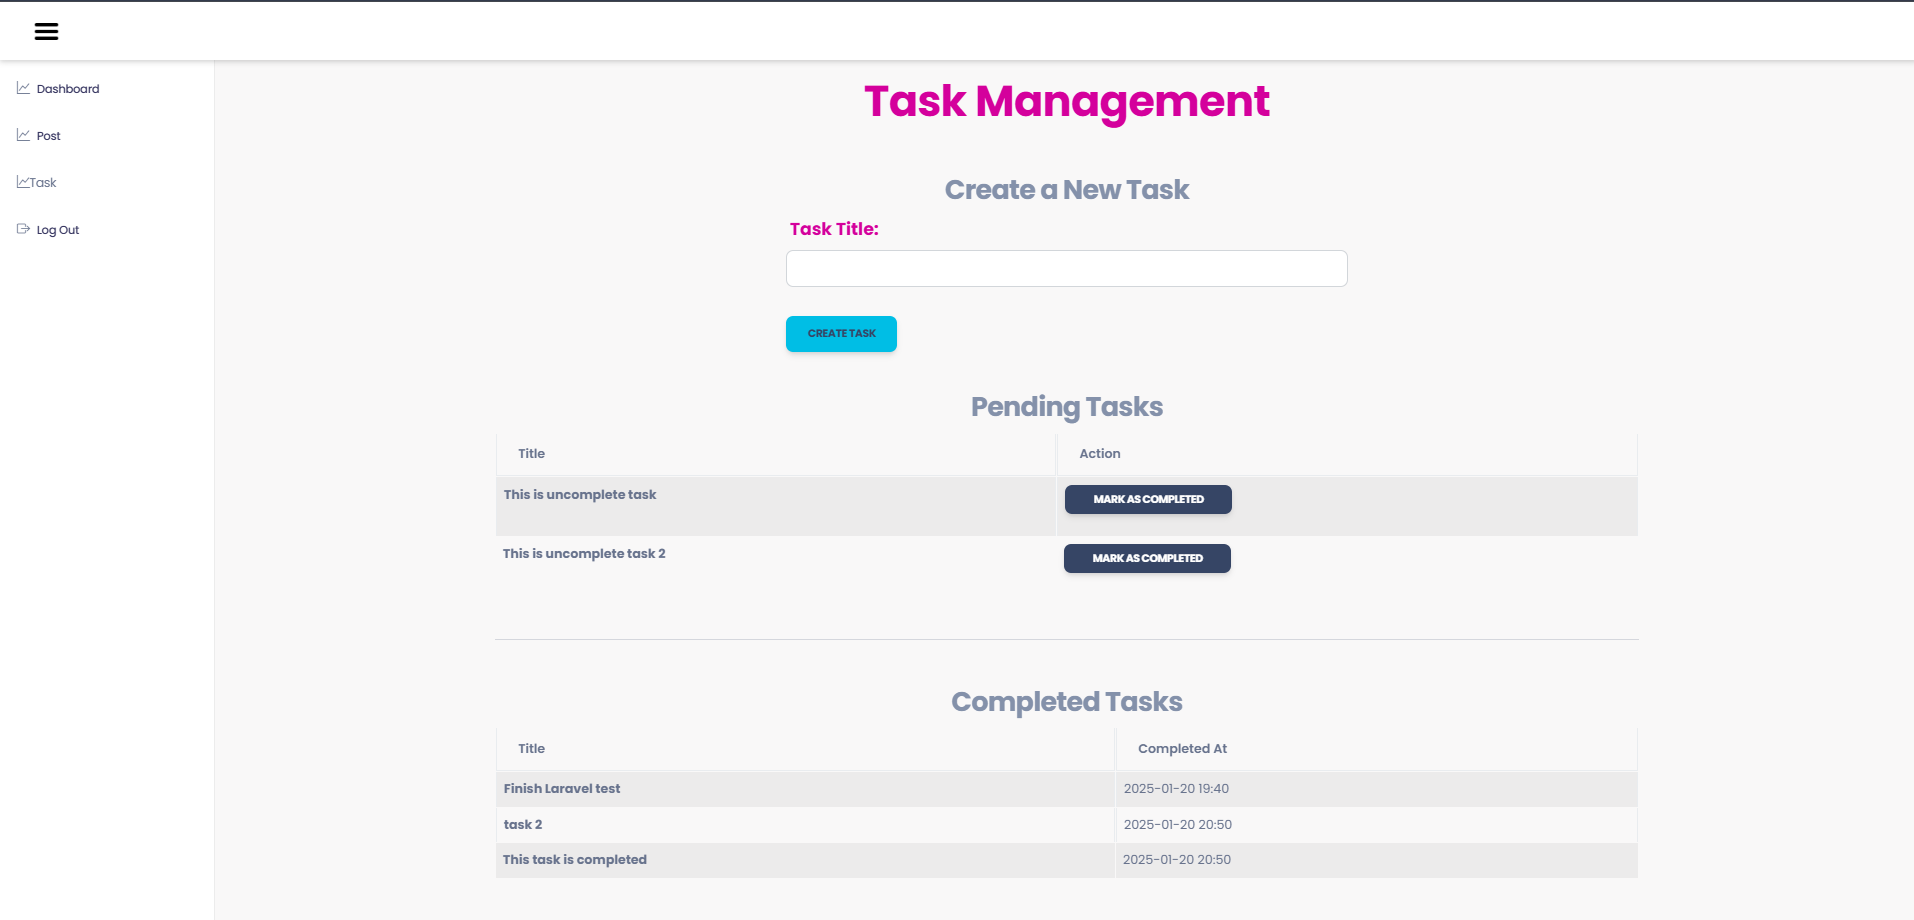 Dashboard
Post
Task
Log Out
Task Management
Create a New Task
Task Title:
CREATE TASK
Pending Tasks
Title Action
This is uncomplete task MARK AS COMPLETED
This is uncomplete task 2 MARK AS COMPLETED
Completed Tasks
Title Completed At
Finish Laravel test 2025-01-20 19:40
task 2 2025-01-20 20:50
This task is completed 2025-01-20 20:50